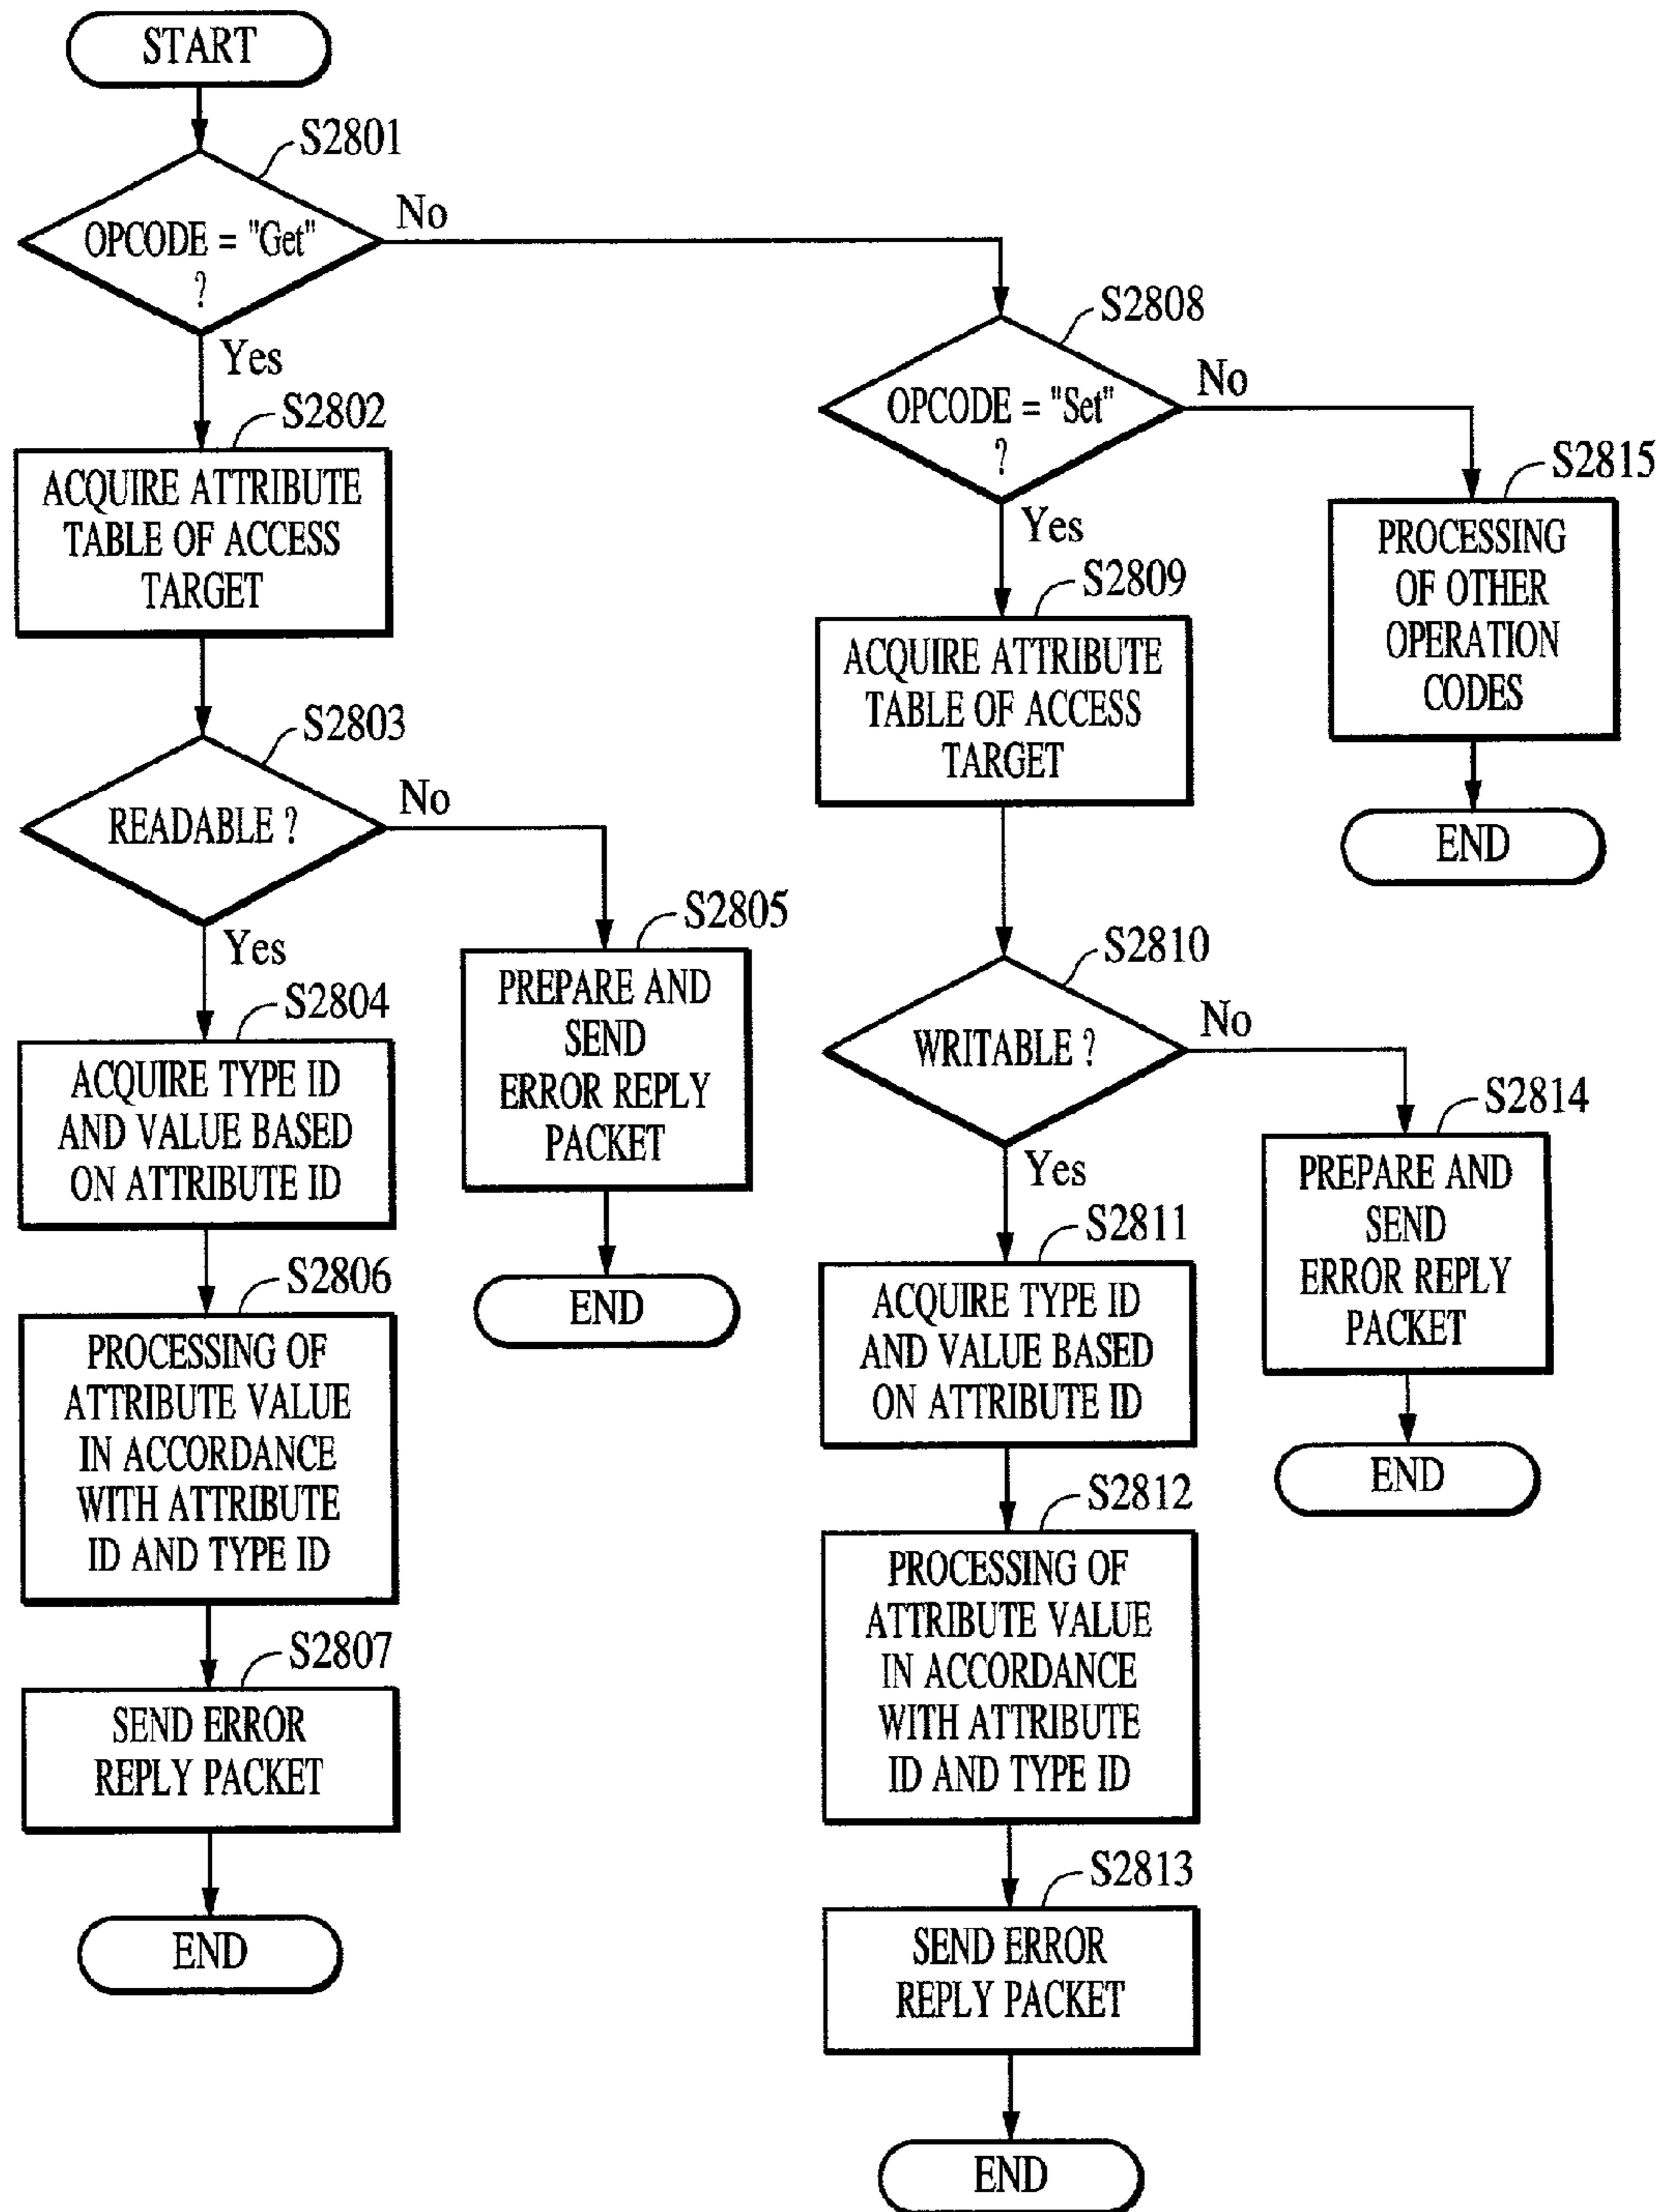 START
S2801
OPCODE = "Get"
?
No
Yes
S2802
ACQUIRE ATTRIBUTE
TABLE OF ACCESS
TARGET
S2803
READABLE ?
No
Yes
S2804
ACQUIRE TYPE ID
AND VALUE BASED
ON ATTRIBUTE ID
S2805
PREPARE AND
SEND
ERROR REPLY
PACKET
END
S2806
PROCESSING OF
ATTRIBUTE VALUE
IN ACCORDANCE
WITH ATTRIBUTE
ID AND TYPE ID
S2807
SEND ERROR
REPLY PACKET
END
S2808
OPCODE = "Set"
?
No
Yes
S2809
ACQUIRE ATTRIBUTE
TABLE OF ACCESS
TARGET
S2815
PROCESSING
OF OTHER
OPERATION
CODES
END
S2810
WRITABLE ?
No
Yes
S2811
ACQUIRE TYPE ID
AND VALUE BASED
ON ATTRIBUTE ID
S2814
PREPARE AND
SEND
ERROR REPLY
PACKET
END
S2812
PROCESSING OF
ATTRIBUTE VALUE
IN ACCORDANCE
WITH ATTRIBUTE
ID AND TYPE ID
S2813
SEND ERROR
REPLY PACKET
END